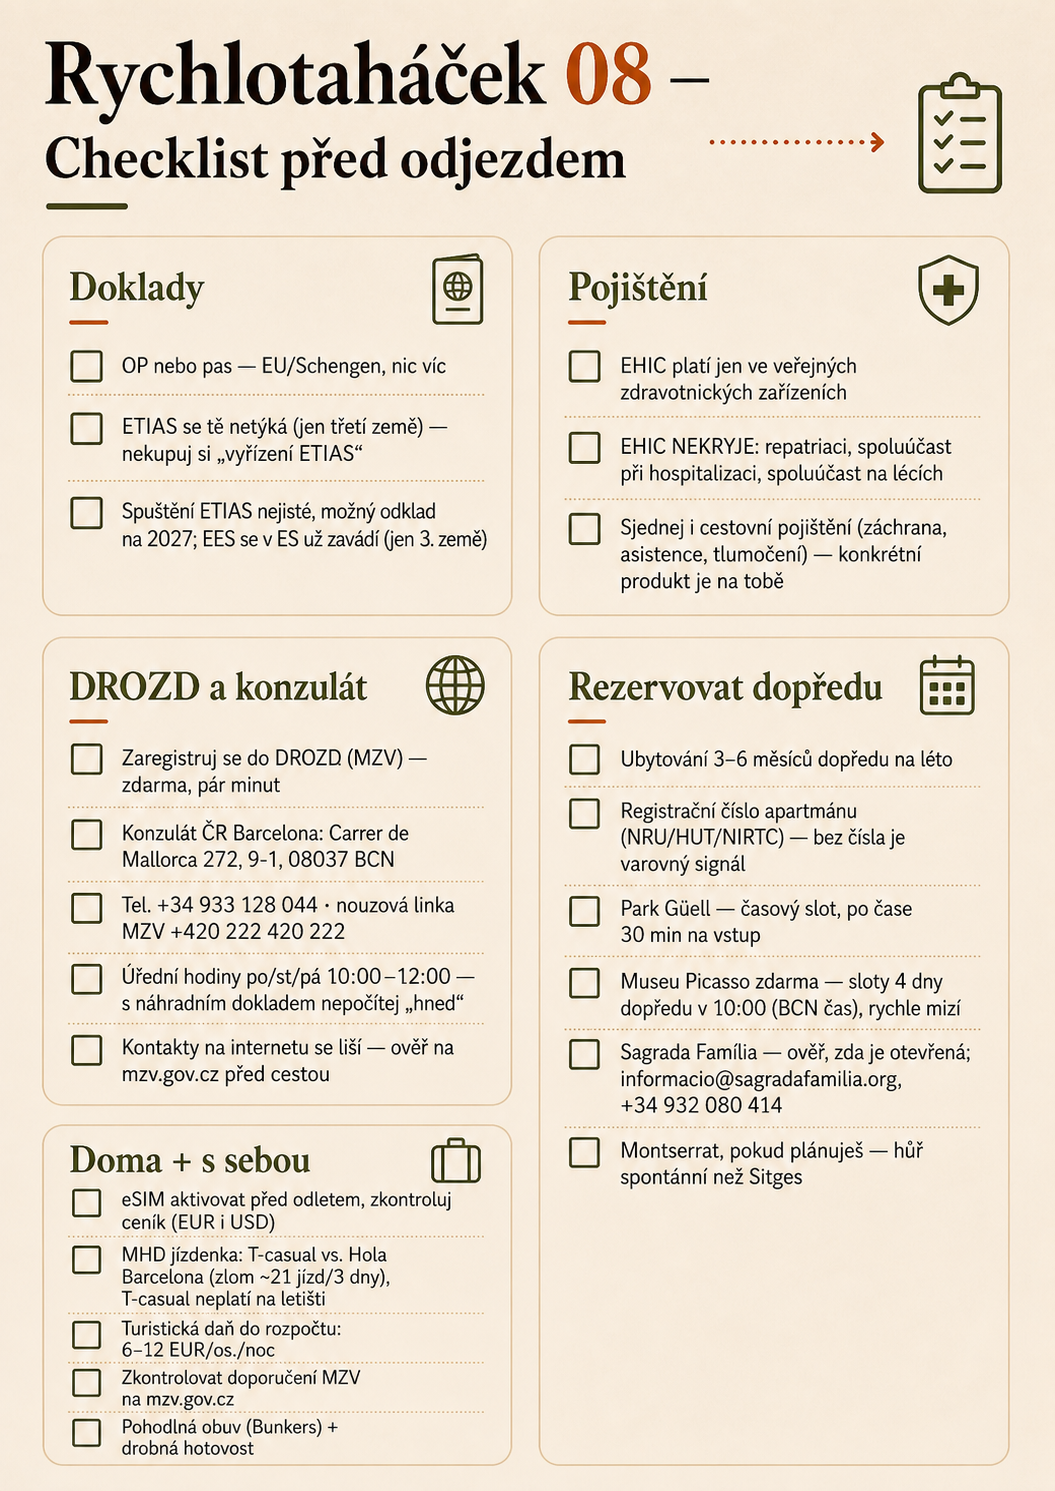 Rychlotaháček 08 –
Checklist před odjezdem
Doklady
OP nebo pas — EU/Schengen, nic víc
ETIAS se tě netýká (jen třetí země) —
nekupuj si „vyřízení ETIAS“
Spuštění ETIAS nejisté, možný odklad
na 2027; EES se v ES už zavádí (jen 3. země)
Pojištění
EHIC platí jen ve veřejných
zdravotnických zařízeních
EHIC NEKRYJE: repatriaci, spoluúčast
při hospitalizaci, spoluúčast na lécích
Sjednej i cestovní pojištění (záchrana,
asistence, tlumočení) — konkrétní
produkt je na tobě
DROZD a konzulát
Zaregistruj se do DROZD (MZV) —
zdarma, pár minut
Konzulát ČR Barcelona: Carrer de
Mallorca 272, 9-1, 08037 BCN
Tel. +34 933 128 044 · nouzová linka
MZV +420 222 420 222
Úřední hodiny po/st/pá 10:00–12:00 —
s náhradním dokladem nepočítej „hned“
Kontakty na internetu se liší — ověř na
mzv.gov.cz před cestou
Rezervovat dopředu
Ubytování 3–6 měsíců dopředu na léto
Registrační číslo apartmánu
(NRU/HUT/NIRTC) — bez čísla je
varovný signál
Park Güell — časový slot, po čase
30 min na vstup
Museu Picasso zdarma — sloty 4 dny
dopředu v 10:00 (BCN čas), rychle mizí
Sagrada Família — ověř, zda je otevřená;
informacio@sagradafamilia.org,
+34 932 080 414
Montserrat, pokud plánuješ — hůř
spontánní než Sitges
Doma + s sebou
eSIM aktivovat před odletem, zkontroluj
ceník (EUR i USD)
MHD jízdenka: T-casual vs. Hola
Barcelona (zlom ~21 jízd/3 dny),
T-casual neplatí na letišti
Turistická daň do rozpočtu:
6–12 EUR/os./noc
Zkontrolovat doporučení MZV
na mzv.gov.cz
Pohodlná obuv (Bunkers) +
drobná hotovost